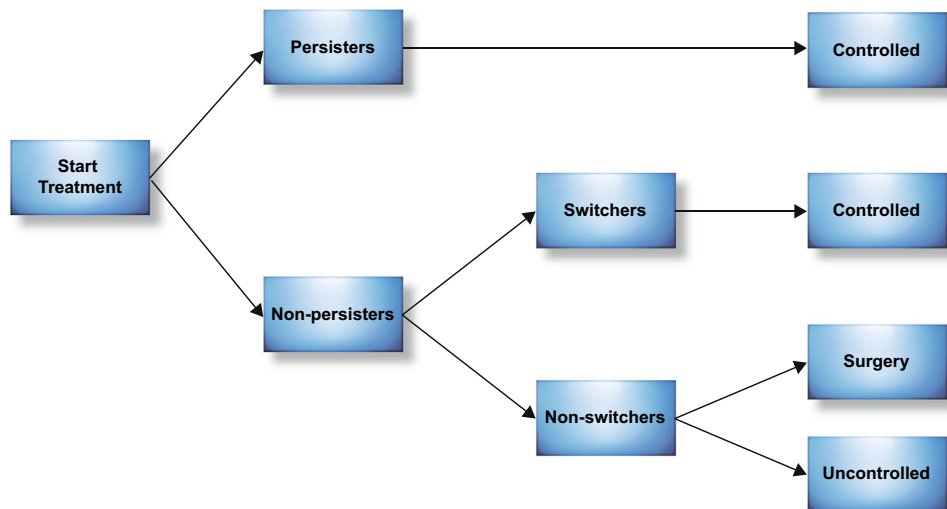 Persisters
Controlled
Start
Treatment
Switchers
Controlled
Non-persisters
Surgery
Non-switchers
Uncontrolled